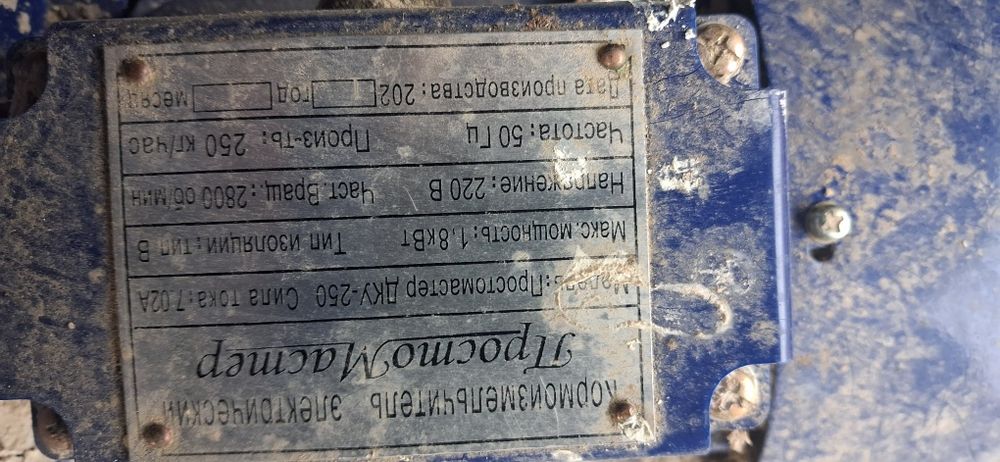 Кормоизмельчитель электрический
ПростоМастер
Модель: Простомастер ДКУ-250 Сила тока: 7.02А
Макс. мощность: 1,8кВт Тип изоляции: тип В
Напряжение: 220 В Част. Вращ.: 2800 об/мин
Частота: 50 Гц Произ-ть: 250 кг/час
Дата производства: 202 год месяц